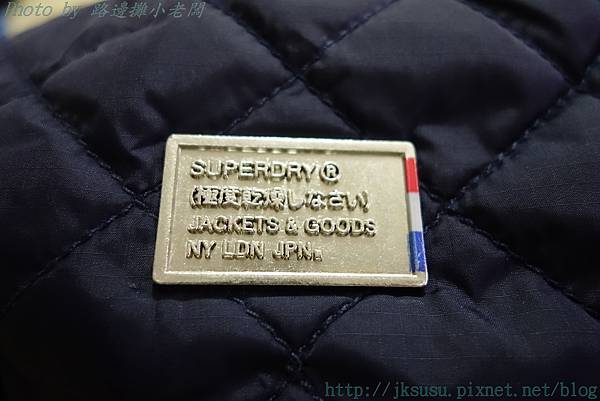 Photo by 路邊攤小老闆
SUPERDRY®
(極度乾燥しなさい)
JACKETS & GOODS
NY LDN JPN.
http://jksusu.pixnet.net/blog